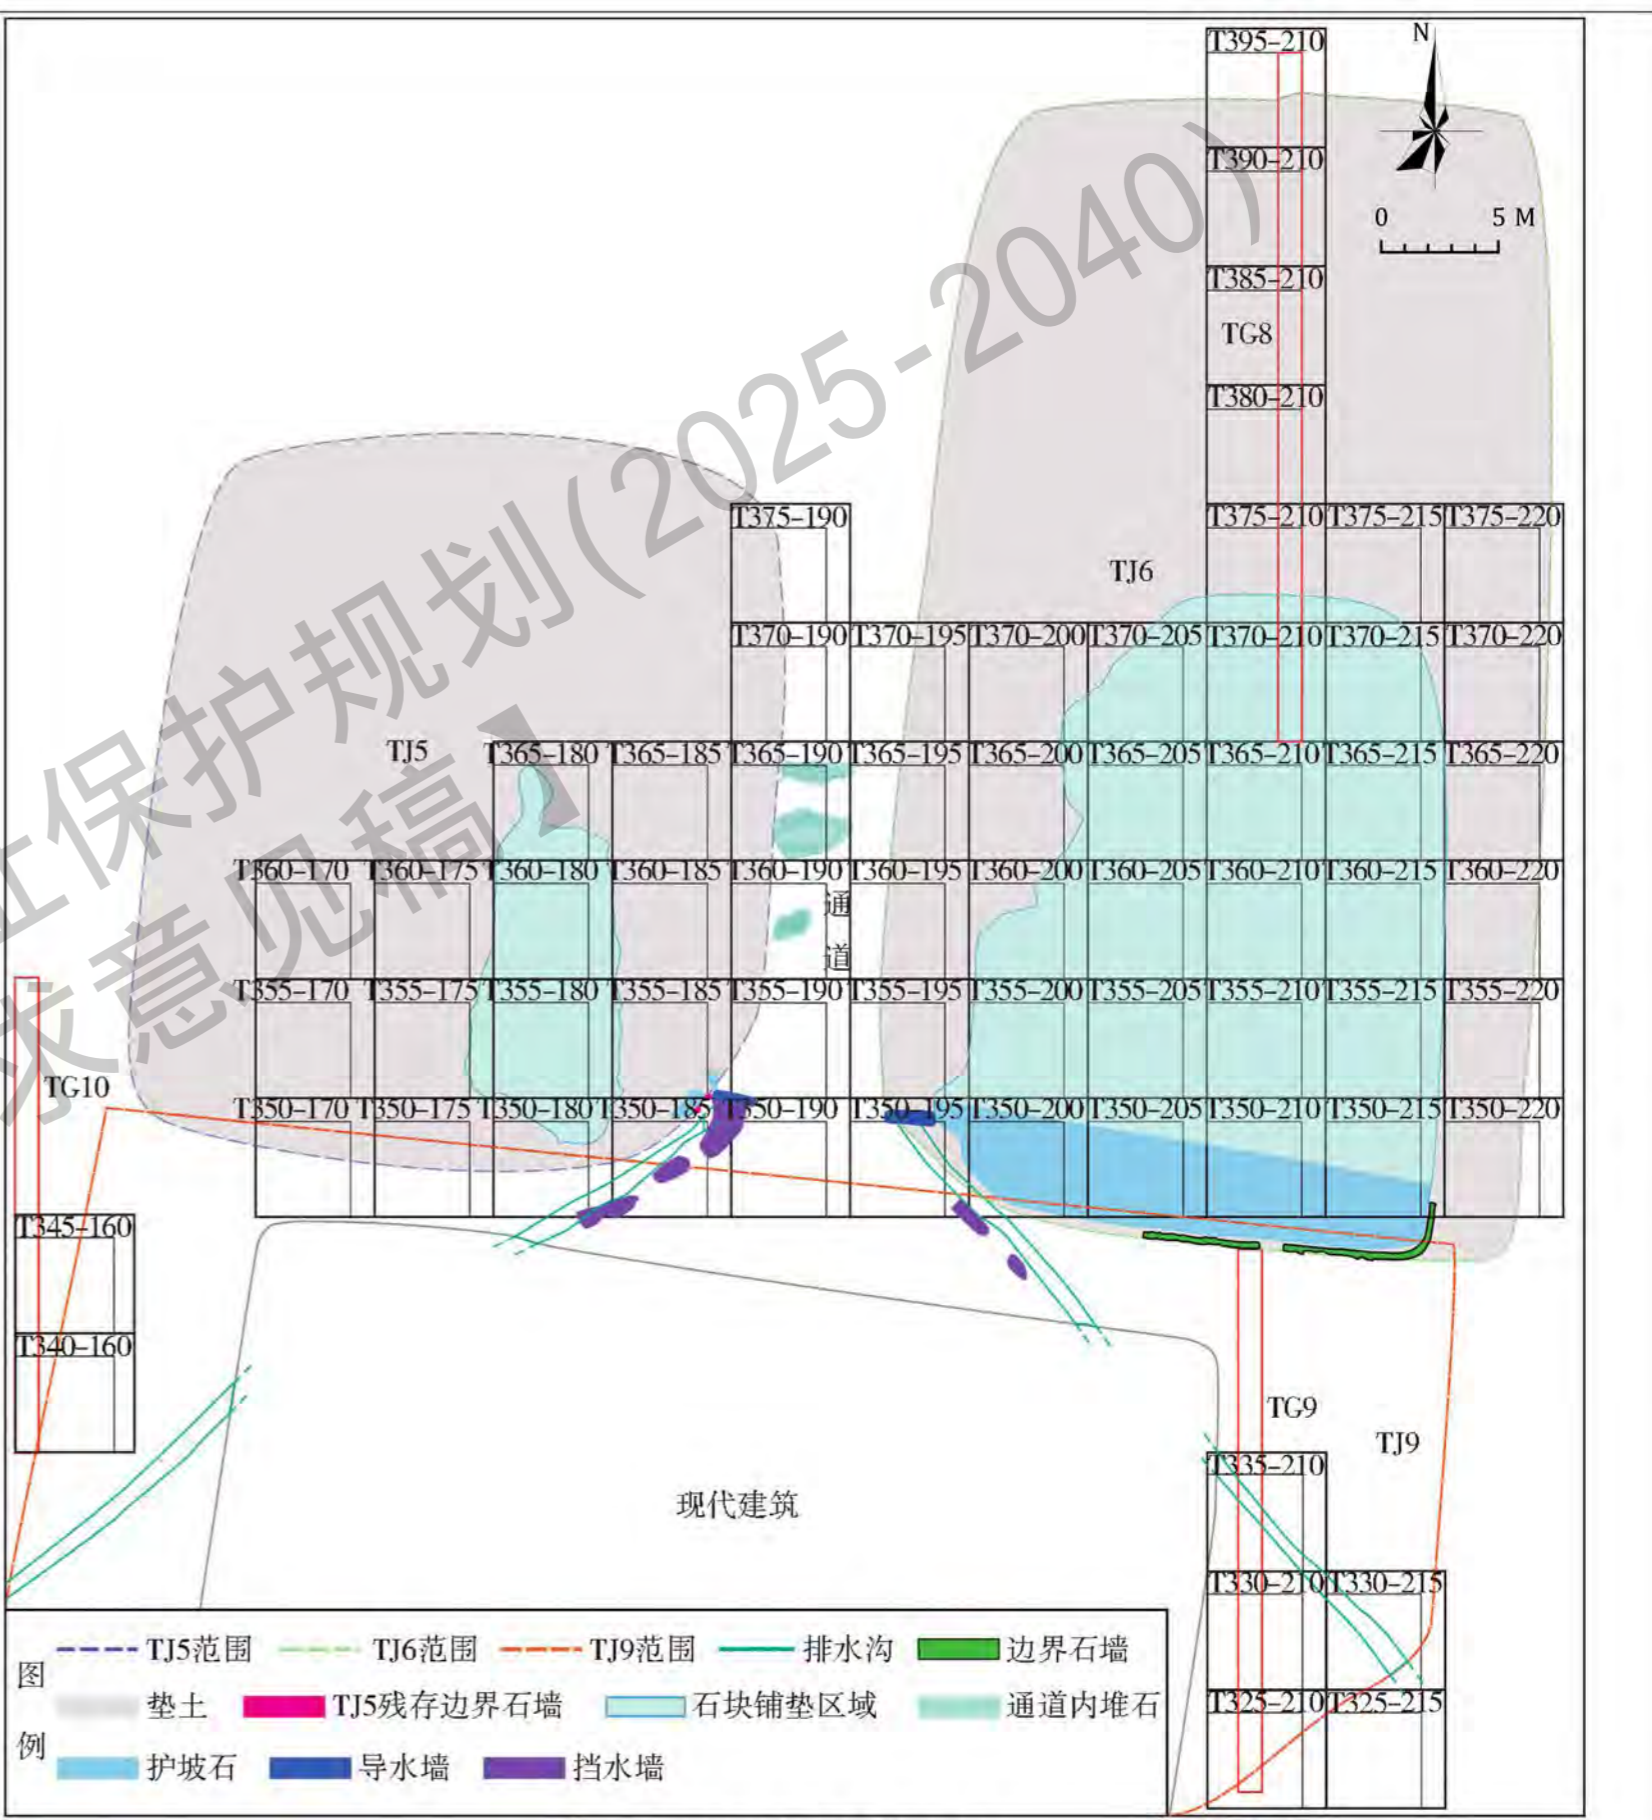 T395-210
N
T390-210
0 5 M
T385-210
TG8
T380-210
T375-190 T375-210 T375-215 T375-220
TJ6
T370-190 T370-195 T370-200 T370-205 T370-210 T370-215 T370-220
TJ5
T365-180 T365-185 T365-190 T365-195 T365-200 T365-205 T365-210 T365-215 T365-220
T360-170 T360-175 T360-180 T360-185 T360-190 T360-195 T360-200 T360-205 T360-210 T360-215 T360-220
通
道
T355-170 T355-175 T355-180 T355-185 T355-190 T355-195 T355-200 T355-205 T355-210 T355-215 T355-220
TG10
T350-170 T350-175 T350-180 T350-185 T350-190 T350-195 T350-200 T350-205 T350-210 T350-215 T350-220
T345-160
T340-160
TG9
TJ9
T335-210
现代建筑
T330-210 T330-215
T325-210 T325-215
图例
TJ5范围 TJ6范围 TJ9范围 排水沟 边界石墙
垫土 TJ5残存边界石墙 石块铺垫区域 通道内堆石
护坡石 导水墙 挡水墙
址保护规划(2025-2040)
求意见稿】